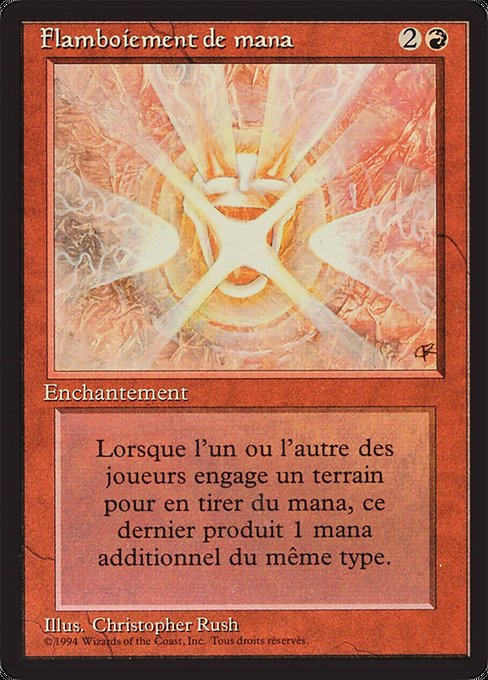 Flamboiement de mana 2
Enchantement
Lorsque l'un ou l'autre des
joueurs engage un terrain
pour en tirer du mana, ce
dernier produit 1 mana
additionnel du même type.
Illus. Christopher Rush
©1994 Wizards of the Coast, Inc. Tous droits réservés.